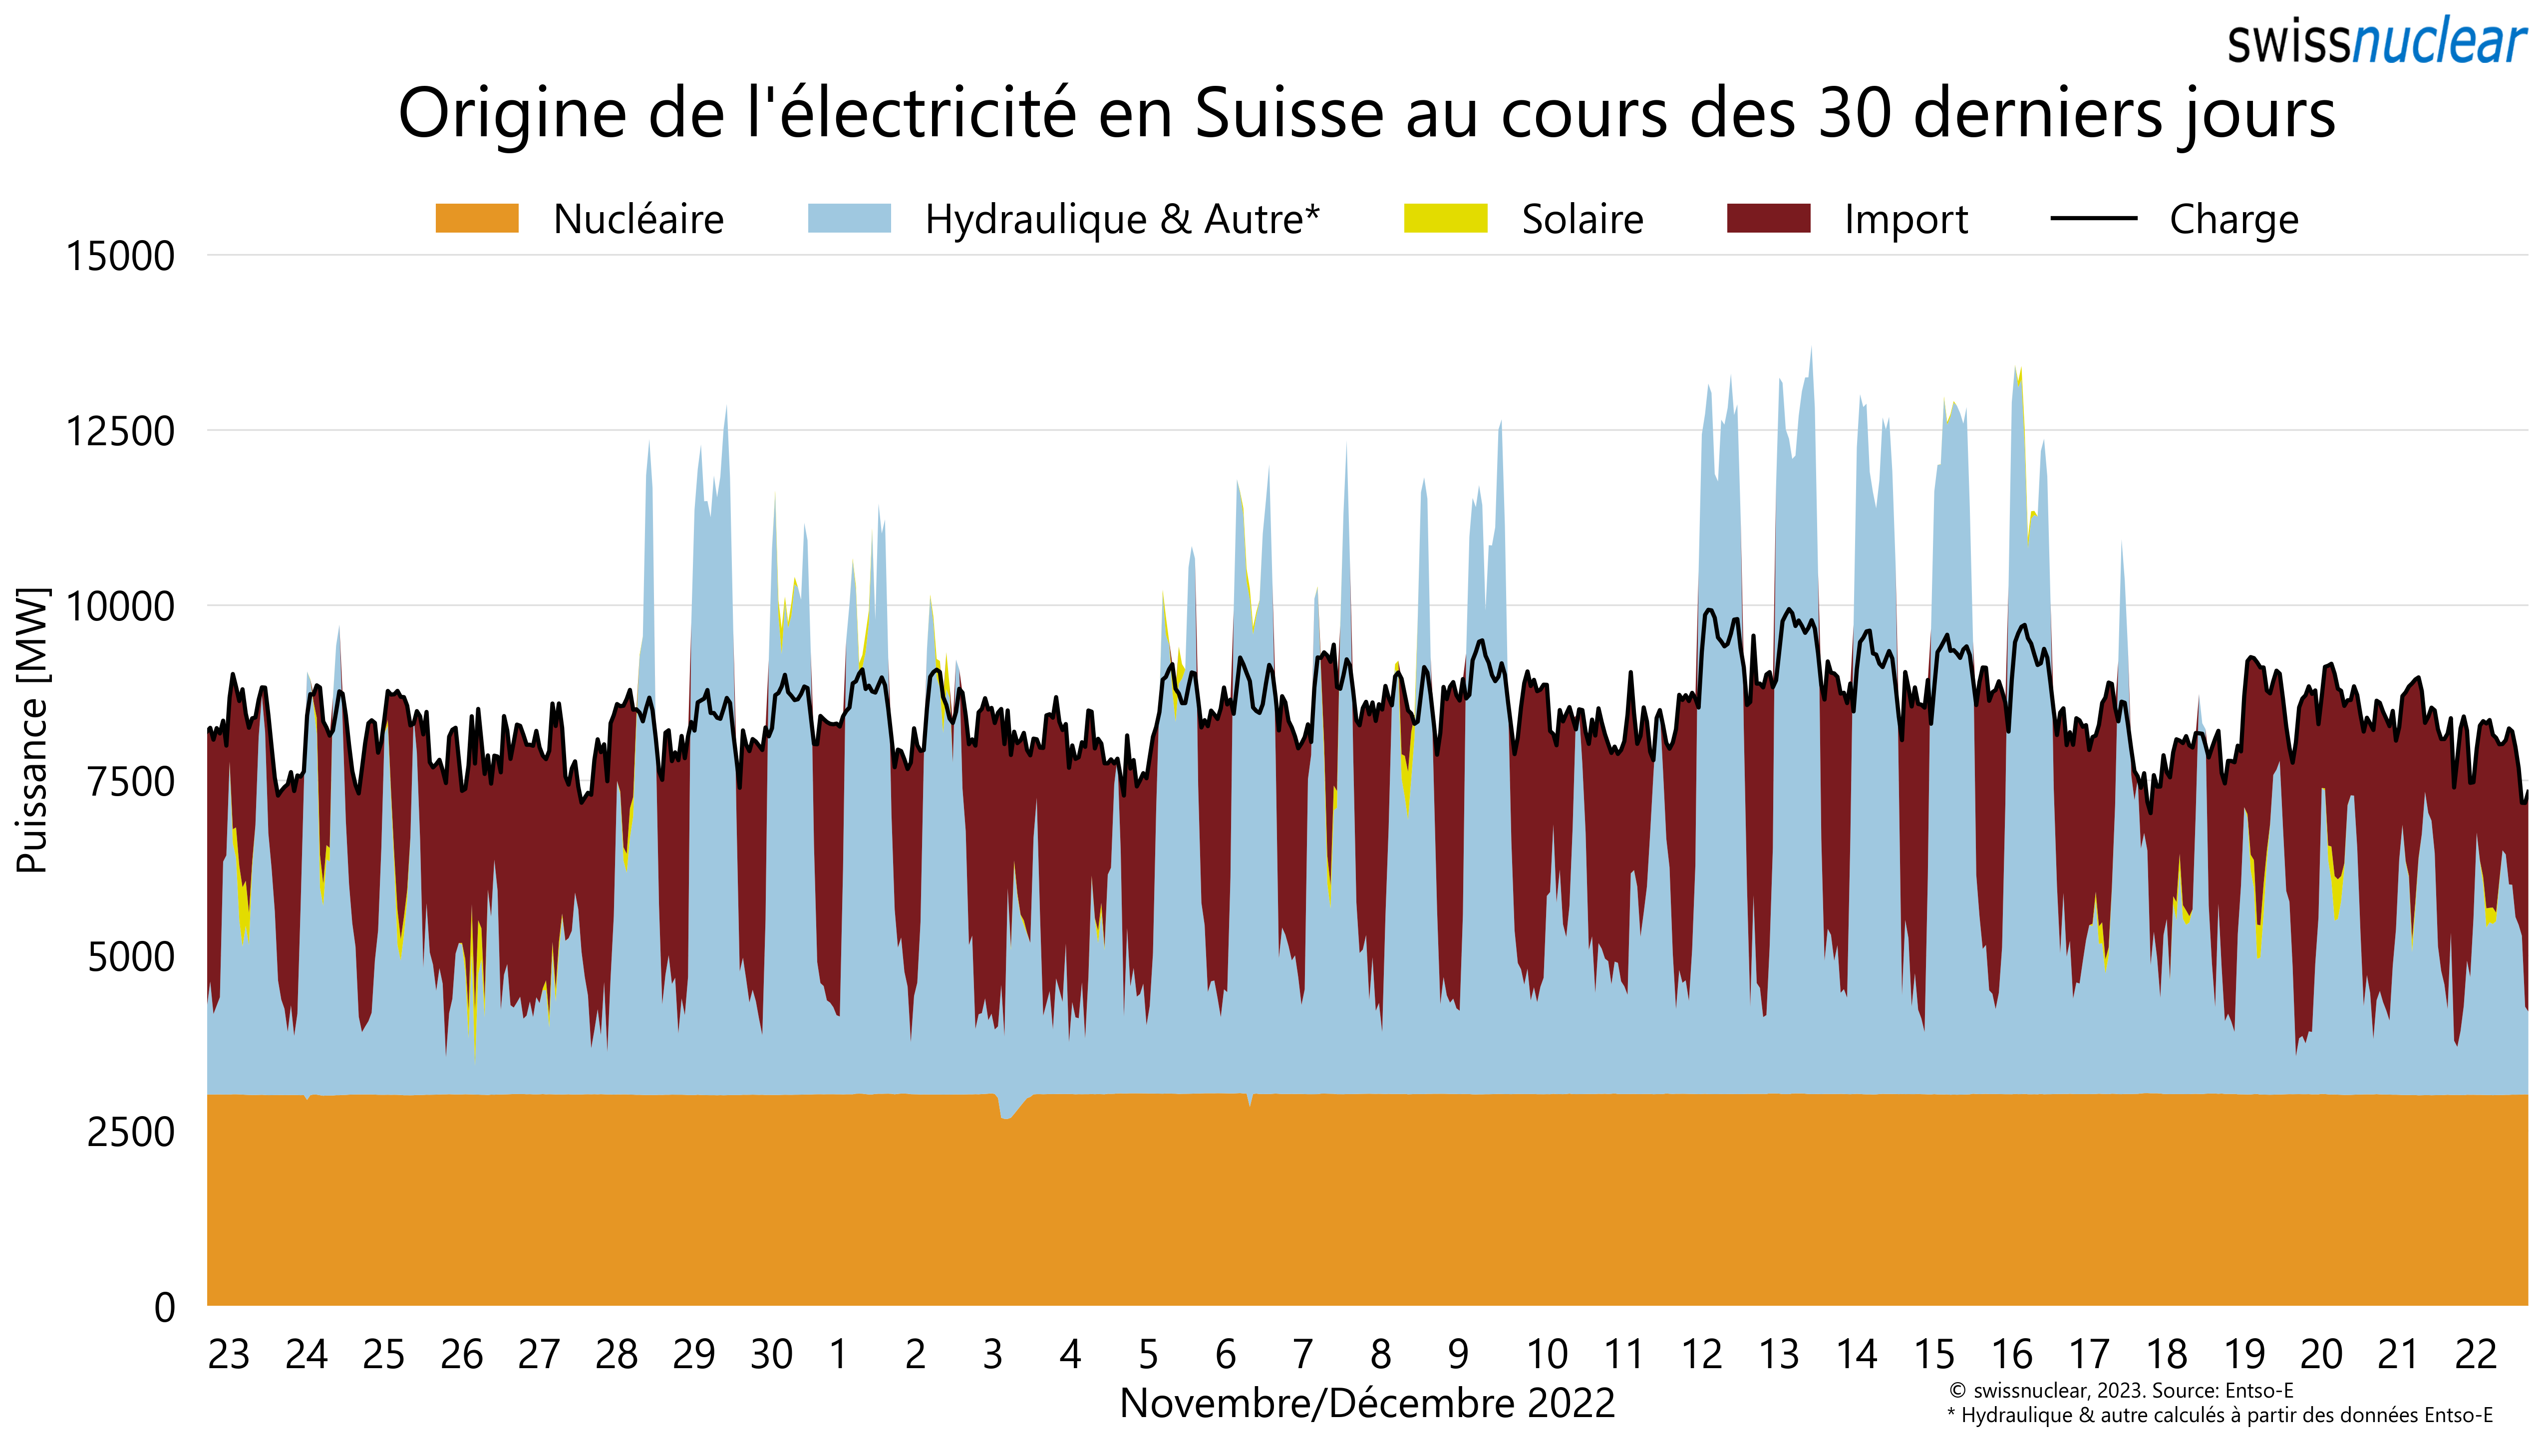 swissnuclear
Origine de l'électricité en Suisse au cours des 30 derniers jours
Nucléaire Hydraulique & Autre* Solaire Import Charge
15000
12500
10000
7500
5000
2500
0
Puissance [MW]
23 24 25 26 27 28 29 30 1 2 3 4 5 6 7 8 9 10 11 12 13 14 15 16 17 18 19 20 21 22
Novembre/Décembre 2022
© swissnuclear, 2023. Source: Entso-E
* Hydraulique & autre calculés à partir des données Entso-E